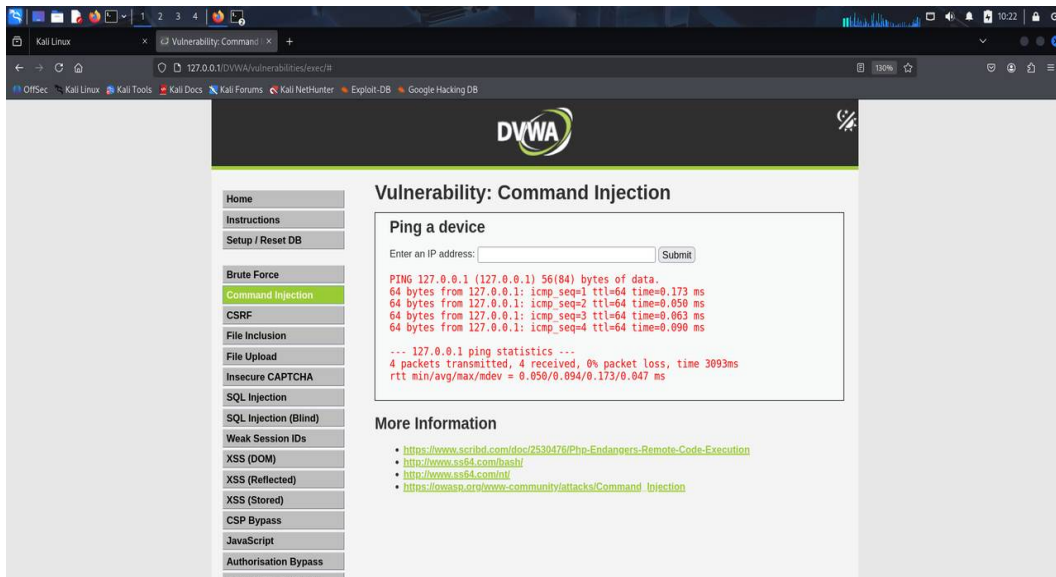 1 2 3 4
10:22
Kali Linux
Vulnerability: Command I
127.0.0.1/DVWA/vulnerabilities/exec/#
130%
OffSec Kali Linux Kali Tools Kali Docs Kali Forums Kali NetHunter Exploit-DB Google Hacking DB
DVWA
Home
Instructions
Setup / Reset DB
Brute Force
Command Injection
CSRF
File Inclusion
File Upload
Insecure CAPTCHA
SQL Injection
SQL Injection (Blind)
Weak Session IDs
XSS (DOM)
XSS (Reflected)
XSS (Stored)
CSP Bypass
JavaScript
Authorisation Bypass
Vulnerability: Command Injection
Ping a device
Enter an IP address: Submit
PING 127.0.0.1 (127.0.0.1) 56(84) bytes of data.
64 bytes from 127.0.0.1: icmp_seq=1 ttl=64 time=0.173 ms
64 bytes from 127.0.0.1: icmp_seq=2 ttl=64 time=0.050 ms
64 bytes from 127.0.0.1: icmp_seq=3 ttl=64 time=0.063 ms
64 bytes from 127.0.0.1: icmp_seq=4 ttl=64 time=0.090 ms
--- 127.0.0.1 ping statistics ---
4 packets transmitted, 4 received, 0% packet loss, time 3093ms
rtt min/avg/max/mdev = 0.050/0.094/0.173/0.047 ms
More Information
https://www.scribd.com/doc/2530476/Php-Endangers-Remote-Code-Execution
http://www.ss64.com/bash/
http://www.ss64.com/nt/
https://owasp.org/www-community/attacks/Command_Injection